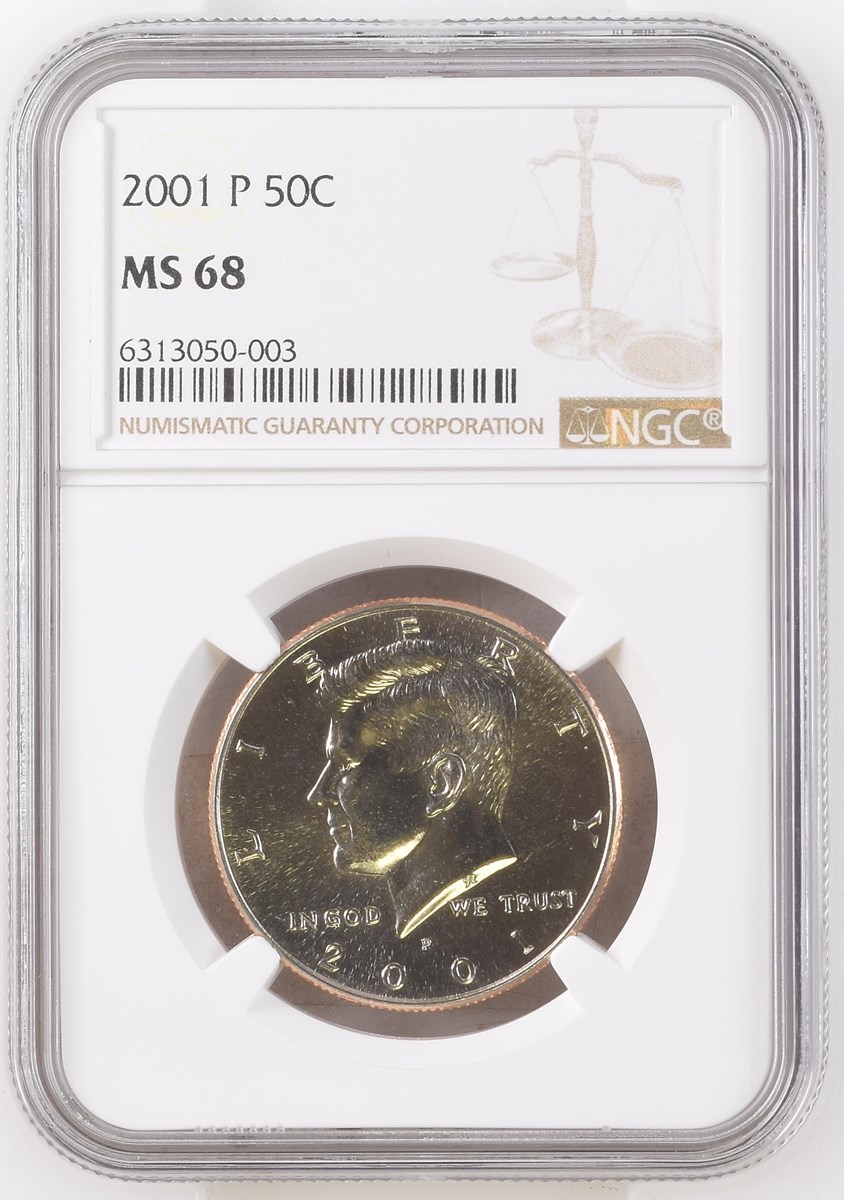 2001 P 50C
MS 68
6313050-003
NUMISMATIC GUARANTY CORPORATION
NGC®
LIBERTY
IN GOD WE TRUST
P
2001